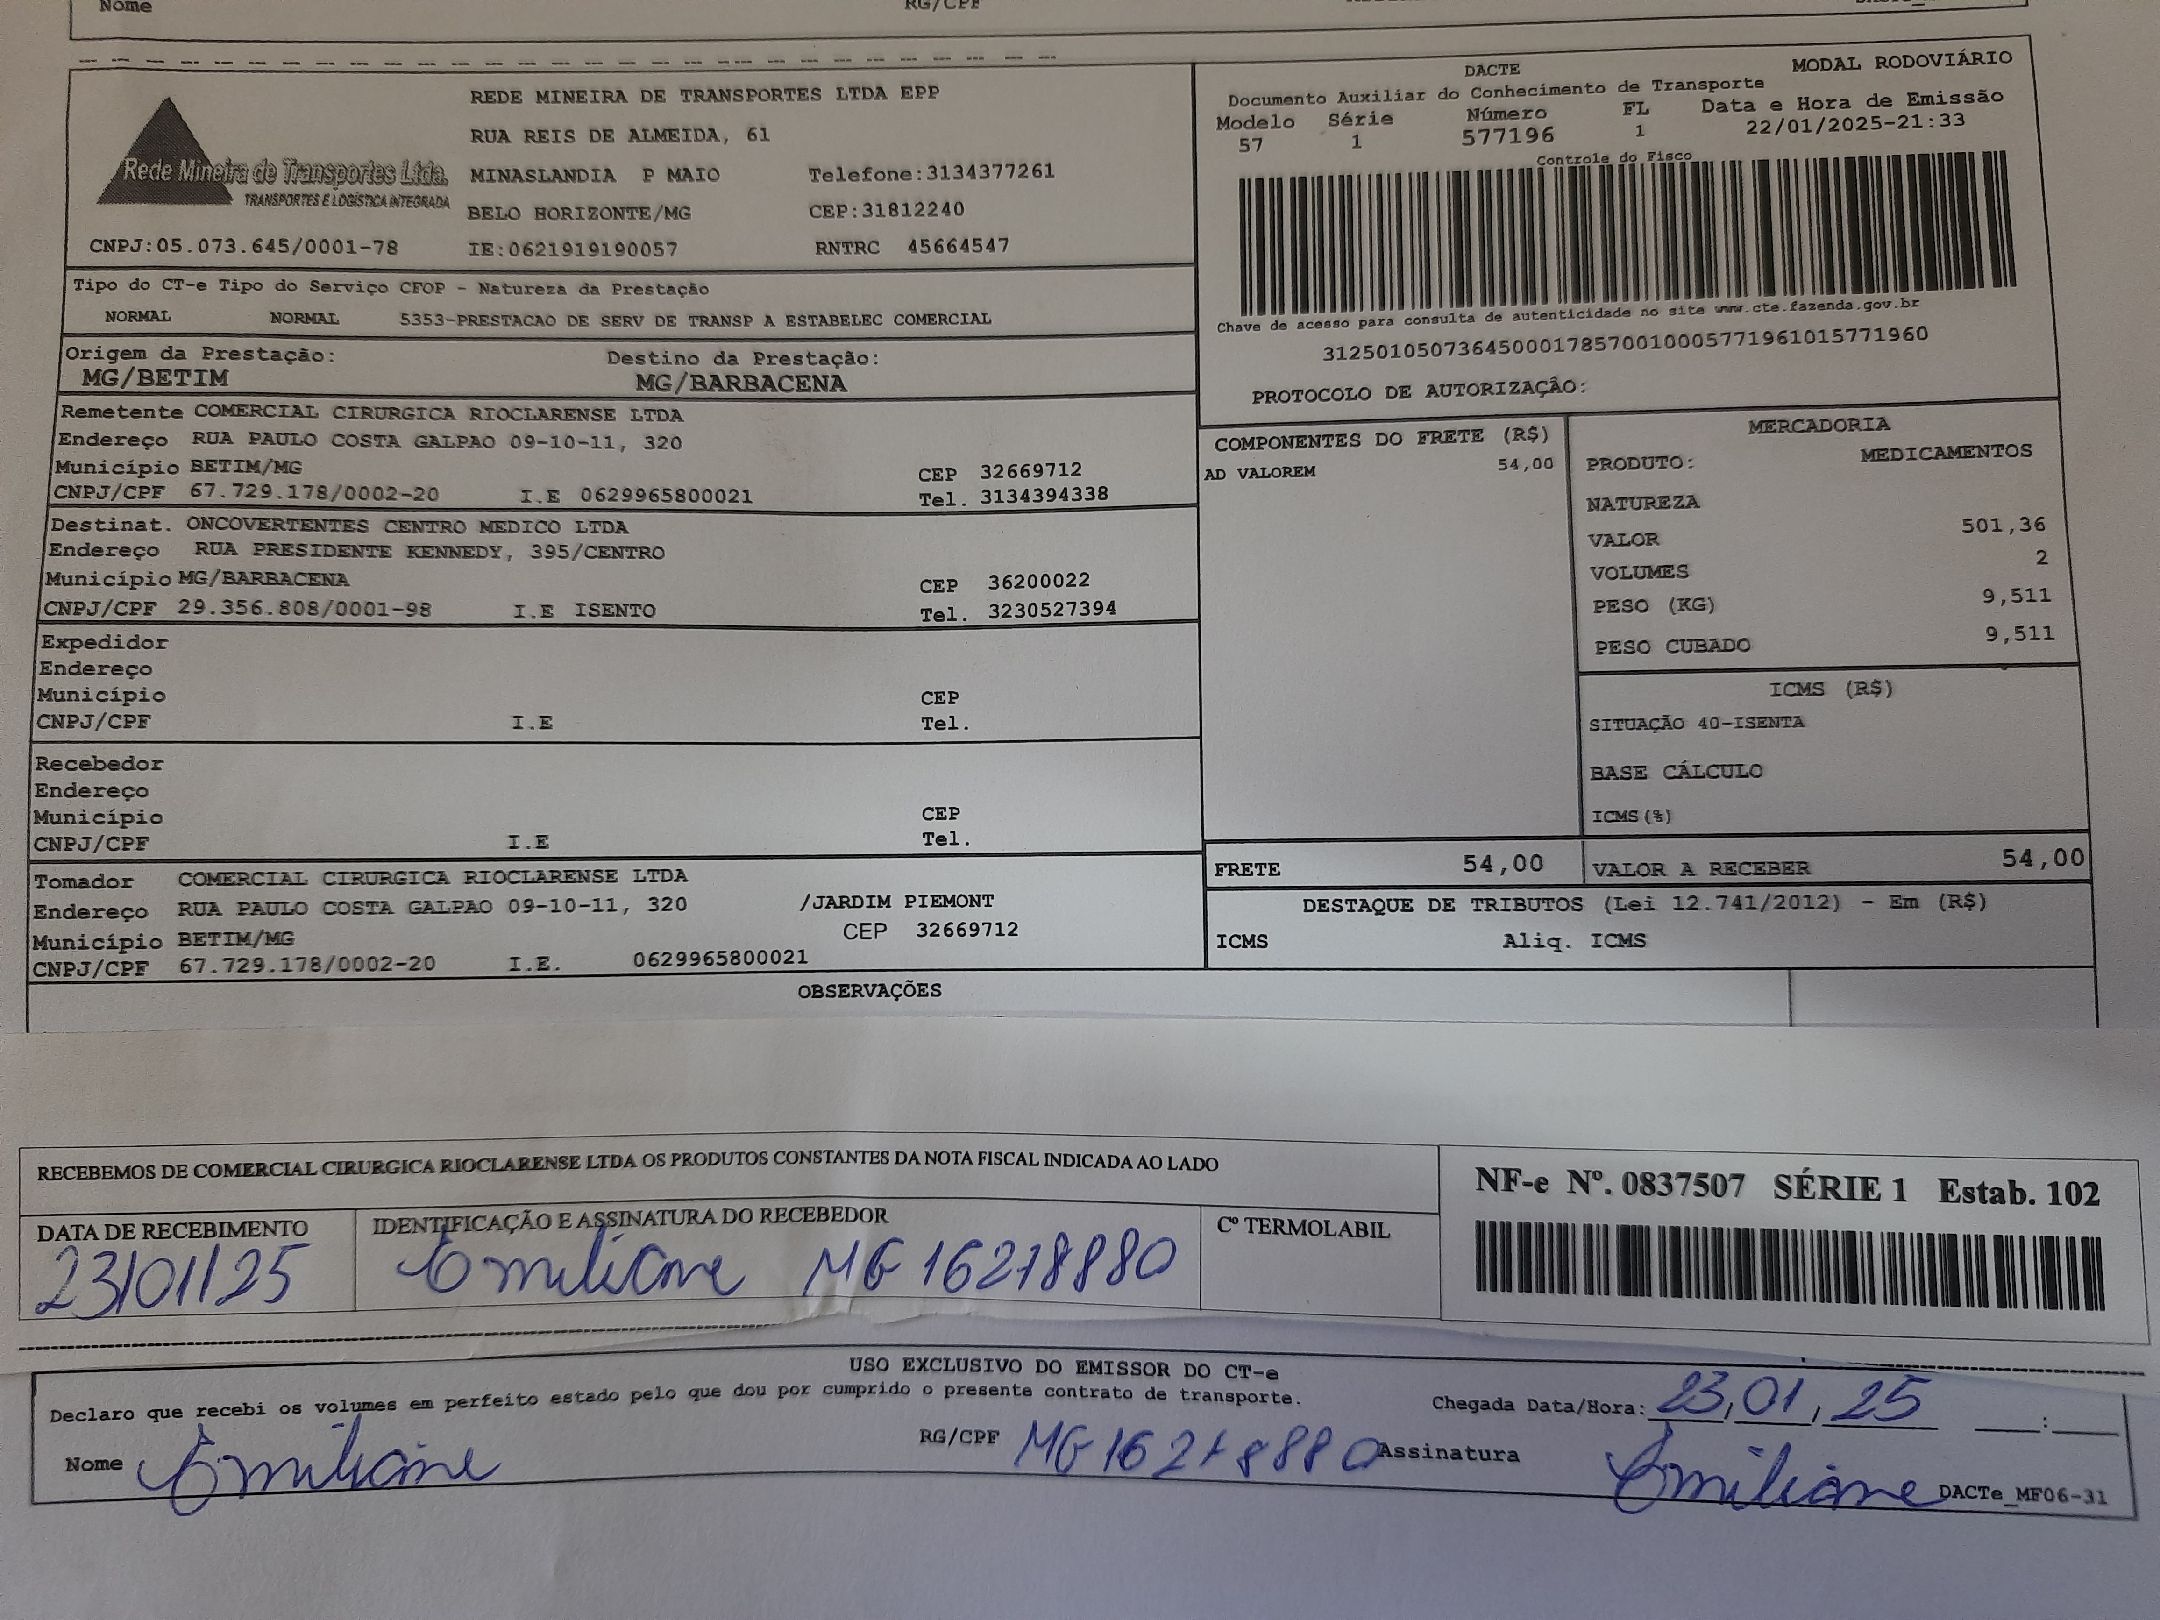 Nome RG/CPF
REDE MINEIRA DE TRANSPORTES LTDA EPP
RUA REIS DE ALMEIDA, 61
Rede Mineira de Transportes Ltda. MINASLANDIA P MAIO Telefone:3134377261
TRANSPORTES E LOGÍSTICA INTEGRADA
BELO HORIZONTE/MG CEP:31812240
CNPJ:05.073.645/0001-78 IE:0621919190057 RNTRC 45664547
DACTE MODAL RODOVIÁRIO
Documento Auxiliar do Conhecimento de Transporte
Modelo Série Número FL Data e Hora de Emissão
57 1 577196 1 22/01/2025-21:33
Controle do Fisco
Chave de acesso para consulta de autenticidade no site www.cte.fazenda.gov.br
31250105073645000178570010005771961015771960
PROTOCOLO DE AUTORIZAÇÃO:
Tipo do CT-e Tipo do Serviço CFOP - Natureza da Prestação
NORMAL NORMAL 5353-PRESTACAO DE SERV DE TRANSP A ESTABELEC COMERCIAL
Origem da Prestação: Destino da Prestação:
MG/BETIM MG/BARBACENA
Remetente COMERCIAL CIRURGICA RIOCLARENSE LTDA
Endereço RUA PAULO COSTA GALPAO 09-10-11, 320
Município BETIM/MG CEP 32669712
CNPJ/CPF 67.729.178/0002-20 I.E 0629965800021 Tel. 3134394338
Destinat. ONCOVERTENTES CENTRO MEDICO LTDA
Endereço RUA PRESIDENTE KENNEDY, 395/CENTRO
Município MG/BARBACENA CEP 36200022
CNPJ/CPF 29.356.808/0001-98 I.E ISENTO Tel. 3230527394
Expedidor
Endereço
Município CEP
CNPJ/CPF I.E Tel.
Recebedor
Endereço
Município CEP
CNPJ/CPF I.E Tel.
Tomador COMERCIAL CIRURGICA RIOCLARENSE LTDA
Endereço RUA PAULO COSTA GALPAO 09-10-11, 320 /JARDIM PIEMONT
Município BETIM/MG CEP 32669712
CNPJ/CPF 67.729.178/0002-20 I.E. 0629965800021
COMPONENTES DO FRETE (R$)
AD VALOREM 54,00
MERCADORIA
PRODUTO: MEDICAMENTOS
NATUREZA
VALOR 501,36
VOLUMES 2
PESO (KG) 9,511
PESO CUBADO 9,511
ICMS (R$)
SITUAÇÃO 40-ISENTA
BASE CÁLCULO
ICMS(%)
FRETE 54,00 VALOR A RECEBER 54,00
DESTAQUE DE TRIBUTOS (Lei 12.741/2012) - Em (R$)
ICMS Aliq. ICMS
OBSERVAÇÕES
RECEBEMOS DE COMERCIAL CIRURGICA RIOCLARENSE LTDA OS PRODUTOS CONSTANTES DA NOTA FISCAL INDICADA AO LADO
NF-e Nº. 0837507 SÉRIE 1 Estab. 102
DATA DE RECEBIMENTO IDENTIFICAÇÃO E ASSINATURA DO RECEBEDOR Cº TERMOLABIL
23/01/25 Emiliane MG 16218880
USO EXCLUSIVO DO EMISSOR DO CT-e
Declaro que recebi os volumes em perfeito estado pelo que dou por cumprido o presente contrato de transporte. Chegada Data/Hora: 23,01,25 :
Nome Emiliane RG/CPF MG 16218880 Assinatura Emiliane DACTe_MF06-31